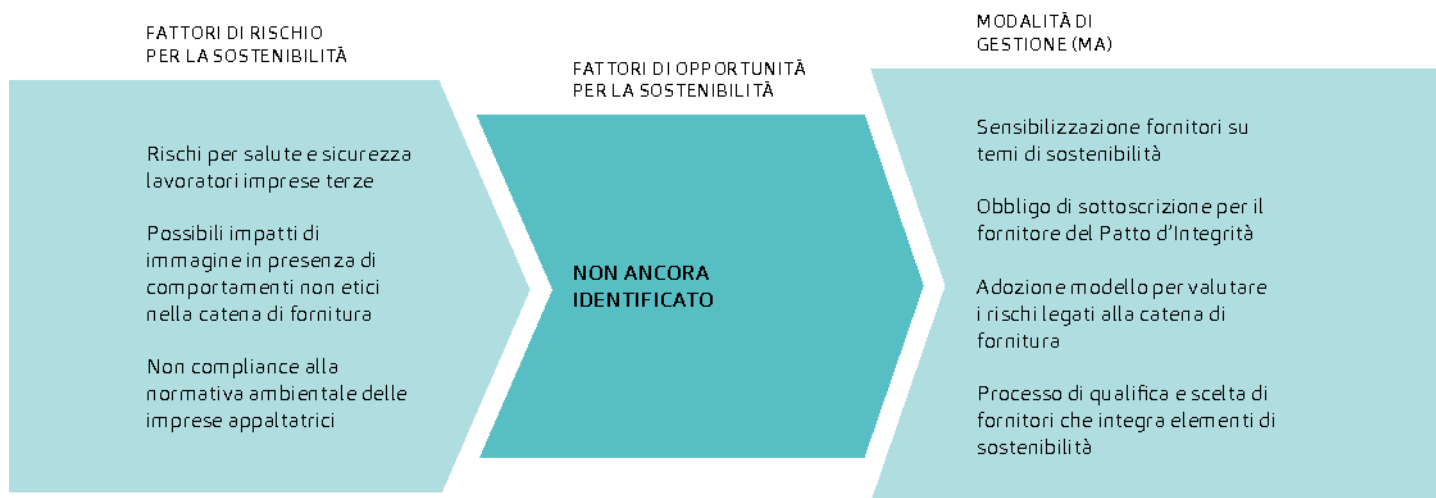 FATTORI DI RISCHIO
PER LA SOSTENIBILITÀ
Rischi per salute e sicurezza
lavoratori imprese terze
Possibili impatti di
immagine in presenza di
comportamenti non etici
nella catena di fornitura
Non compliance alla
normativa ambientale delle
imprese appaltatrici
FATTORI DI OPPORTUNITÀ
PER LA SOSTENIBILITÀ
NON ANCORA
IDENTIFICATO
MODALITÀ DI
GESTIONE (MA)
Sensibilizzazione fornitori su
temi di sostenibilità
Obbligo di sottoscrizione per il
fornitore del Patto d'Integrità
Adozione modello per valutare
i rischi legati alla catena di
fornitura
Processo di qualifica e scelta di
fornitori che integra elementi di
sostenibilità